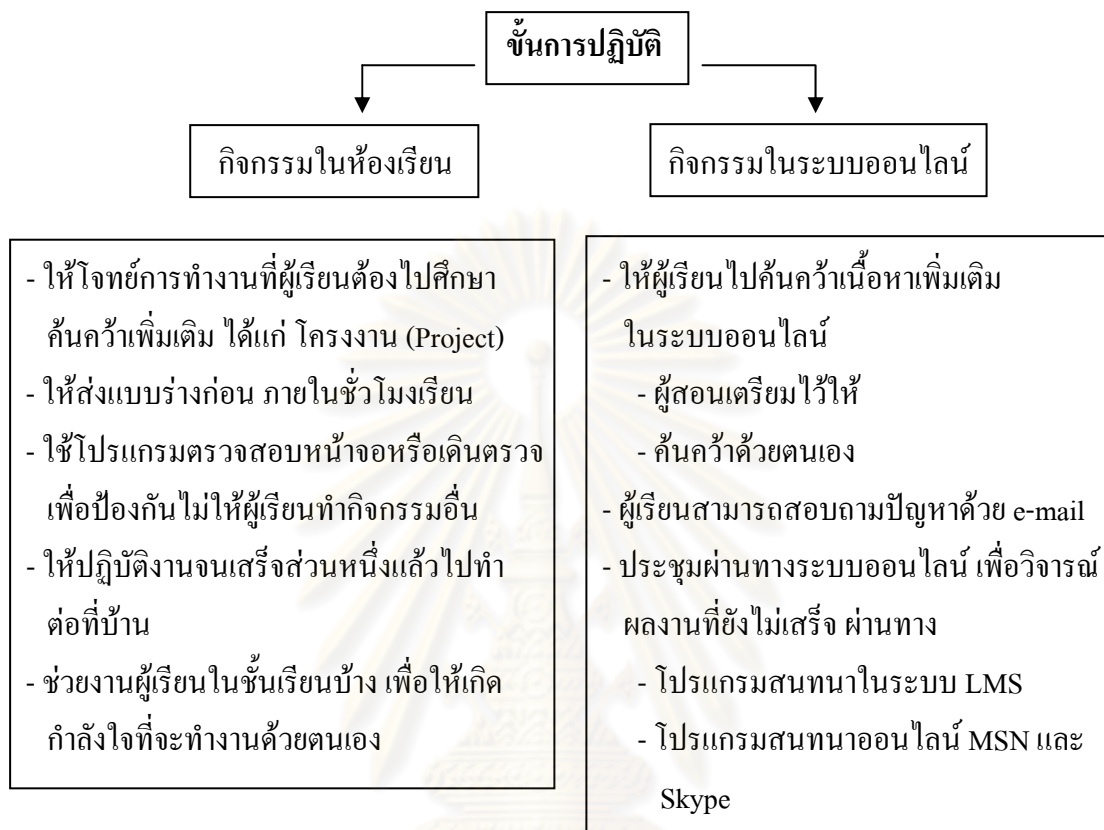 ขั้นการปฏิบัติ
กิจกรรมในห้องเรียน
กิจกรรมในระบบออนไลน์
- ให้โจทย์การทำงานที่ผู้เรียนต้องไปศึกษา
ค้นคว้าเพิ่มเติม ได้แก่ โครงงาน (Project)
- ให้ส่งแบบร่างก่อน ภายในชั่วโมงเรียน
- ใช้โปรแกรมตรวจสอบหน้าจอหรือเดินตรวจ
เพื่อป้องกันไม่ให้ผู้เรียนทำกิจกรรมอื่น
- ให้ปฏิบัติงานจนเสร็จส่วนหนึ่งแล้วไปทำ
ต่อที่บ้าน
- ช่วยงานผู้เรียนในชั้นเรียนบ้าง เพื่อให้เกิด
กำลังใจที่จะทำงานด้วยตนเอง
- ให้ผู้เรียนไปค้นคว้าเนื้อหาเพิ่มเติม
ในระบบออนไลน์
- ผู้สอนเตรียมไว้ให้
- ค้นคว้าด้วยตนเอง
- ผู้เรียนสามารถสอบถามปัญหาด้วย e-mail
- ประชุมผ่านทางระบบออนไลน์ เพื่อวิจารณ์
ผลงานที่ยังไม่เสร็จ ผ่านทาง
- โปรแกรมสนทนาในระบบ LMS
- โปรแกรมสนทนาออนไลน์ MSN และ
Skype